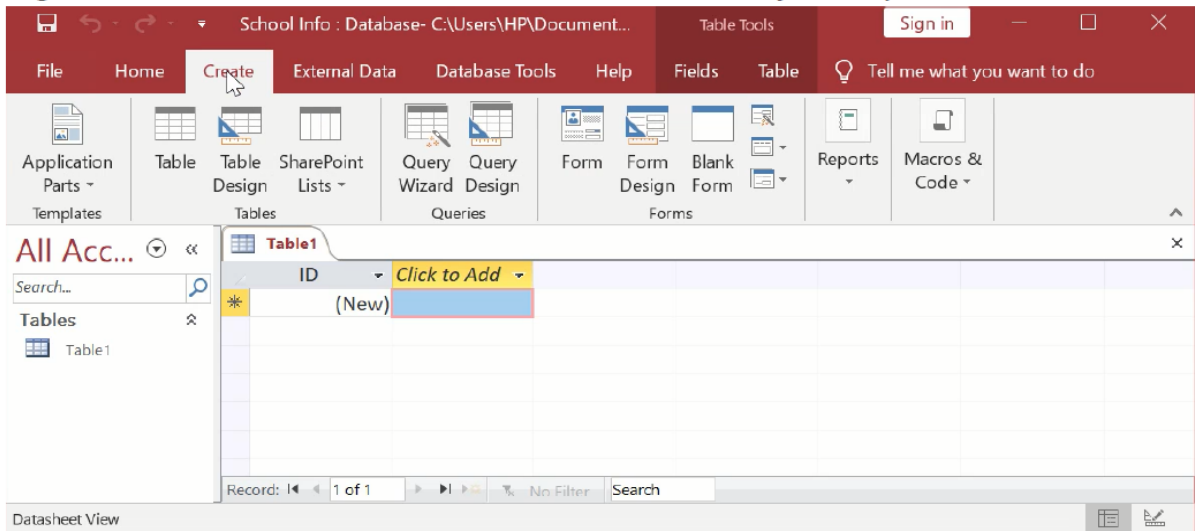 School Info : Database- C:\Users\HP\Document... Table Tools Sign in
File Home Create External Data Database Tools Help Fields Table Tell me what you want to do
Application Table Table SharePoint Query Query Form Form Blank Reports Macros &
Parts Design Lists Wizard Design Design Form Code
Templates Tables Queries Forms
All Acc... Table1
ID Click to Add
Search...
(New)
Tables
Table1
Record: 1 of 1 No Filter Search
Datasheet View